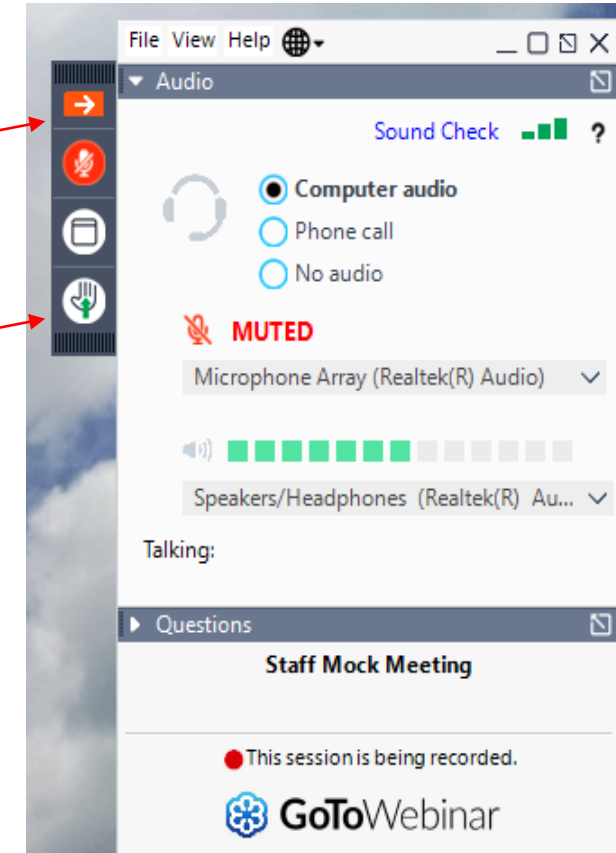 File View Help
Audio
Sound Check ?
Computer audio
Phone call
No audio
MUTED
Microphone Array (Realtek(R) Audio)
Speakers/Headphones (Realtek(R) Au...
Talking:
Questions
Staff Mock Meeting
This session is being recorded.
GoToWebinar